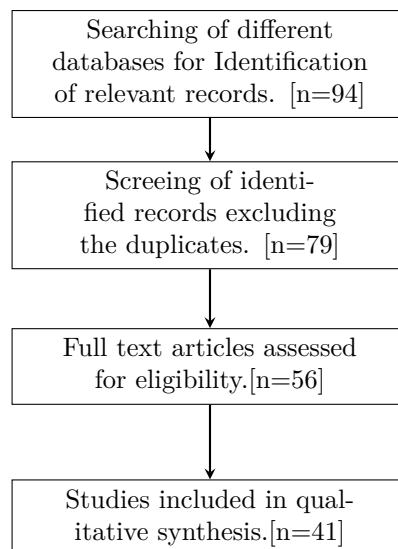 Searching of different
databases for Identification
of relevant records. [n=94]
Screeing of identi-
fied records excluding
the duplicates. [n=79]
Full text articles assessed
for eligibility.[n=56]
Studies included in qual-
itative synthesis.[n=41]